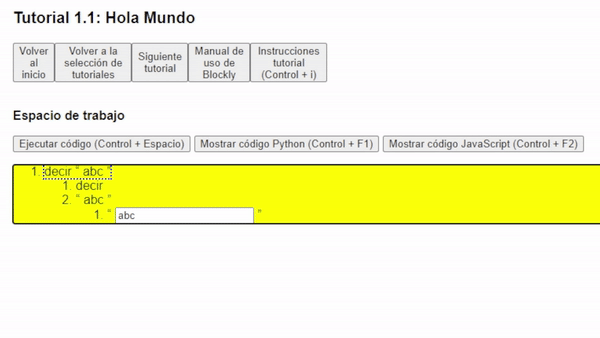 Tutorial 1.1: Hola Mundo
Volver al inicio
Volver a la selección de tutoriales
Siguiente tutorial
Manual de uso de Blockly
Instrucciones tutorial (Control + i)
Espacio de trabajo
Ejecutar código (Control + Espacio)
Mostrar código Python (Control + F1)
Mostrar código JavaScript (Control + F2)
1. decir “ abc ”
1. decir
2. “ abc ”
1. “ abc ”